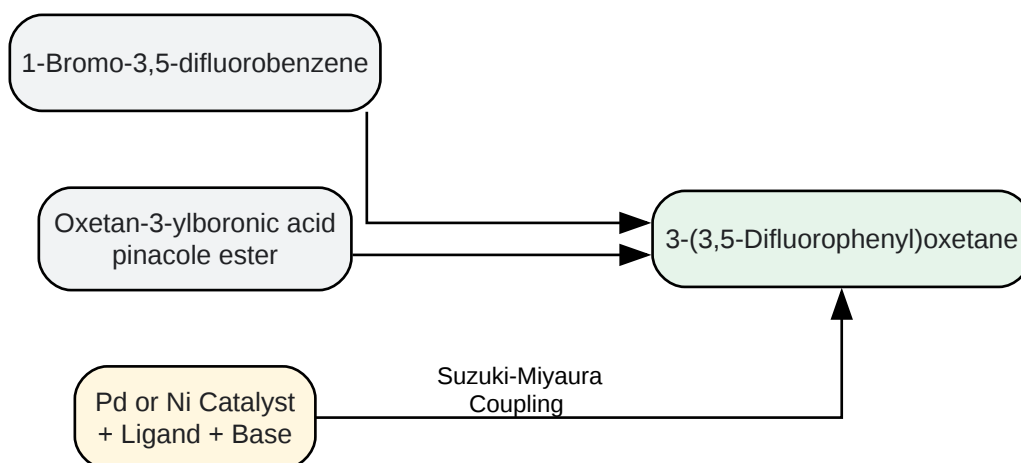 1-Bromo-3,5-difluorobenzene
Oxetan-3-ylboronic acid
pinacole ester
3-(3,5-Difluorophenyl)oxetane
Suzuki-Miyaura
Coupling
Pd or Ni Catalyst
+ Ligand + Base